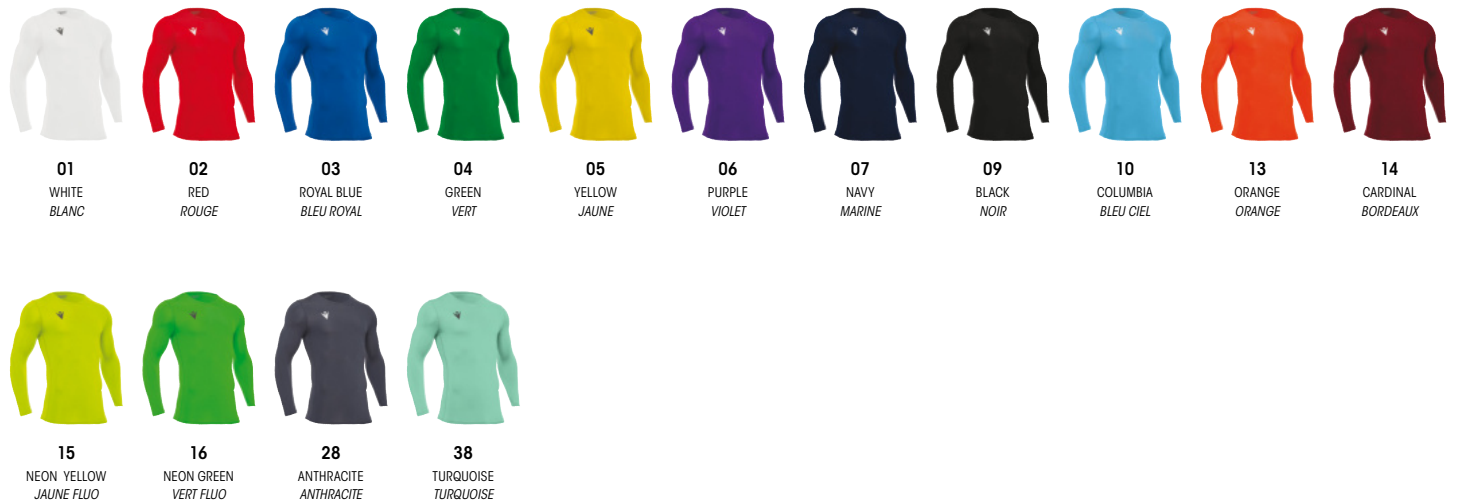 01
WHITE
BLANC
02
RED
ROUGE
03
ROYAL BLUE
BLEU ROYAL
04
GREEN
VERT
05
YELLOW
JAUNE
06
PURPLE
VIOLET
07
NAVY
MARINE
09
BLACK
NOIR
10
COLUMBIA
BLEU CIEL
13
ORANGE
ORANGE
14
CARDINAL
BORDEAUX
15
NEON YELLOW
JAUNE FLUO
16
NEON GREEN
VERT FLUO
28
ANTHRACITE
ANTHRACITE
38
TURQUOISE
TURQUOISE